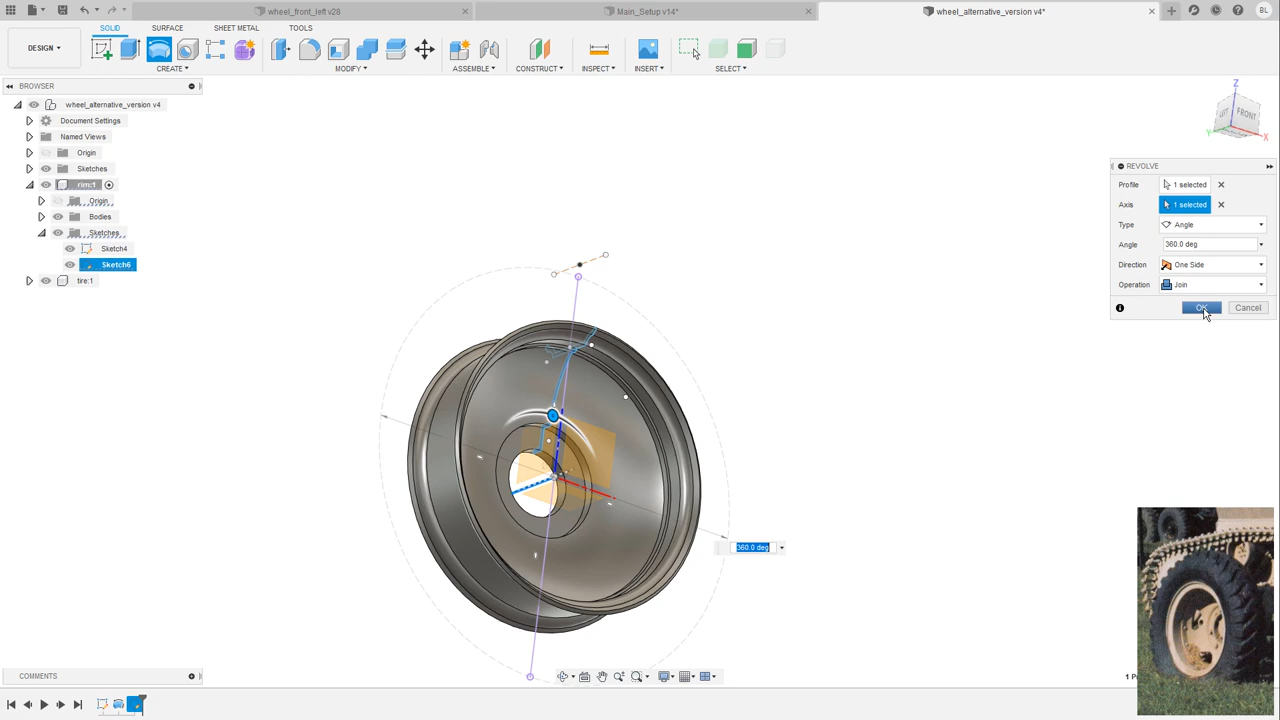 wheel_front_left v28
Main_Setup v14*
wheel_alternative_version v4*
BL
SOLID SURFACE SHEET METAL TOOLS
DESIGN
CREATE MODIFY ASSEMBLE CONSTRUCT INSPECT INSERT SELECT
BROWSER
wheel_alternative_version v4
Document Settings
Named Views
Origin
Sketches
rim:1
Origin
Bodies
Sketches
Sketch4
Sketch6
tire:1
Z
LEFT FRONT
Y X
REVOLVE
Profile 1 selected
Axis 1 selected
Type Angle
Angle 360.0 deg
Direction One Side
Operation Join
OK Cancel
360.0 deg
COMMENTS